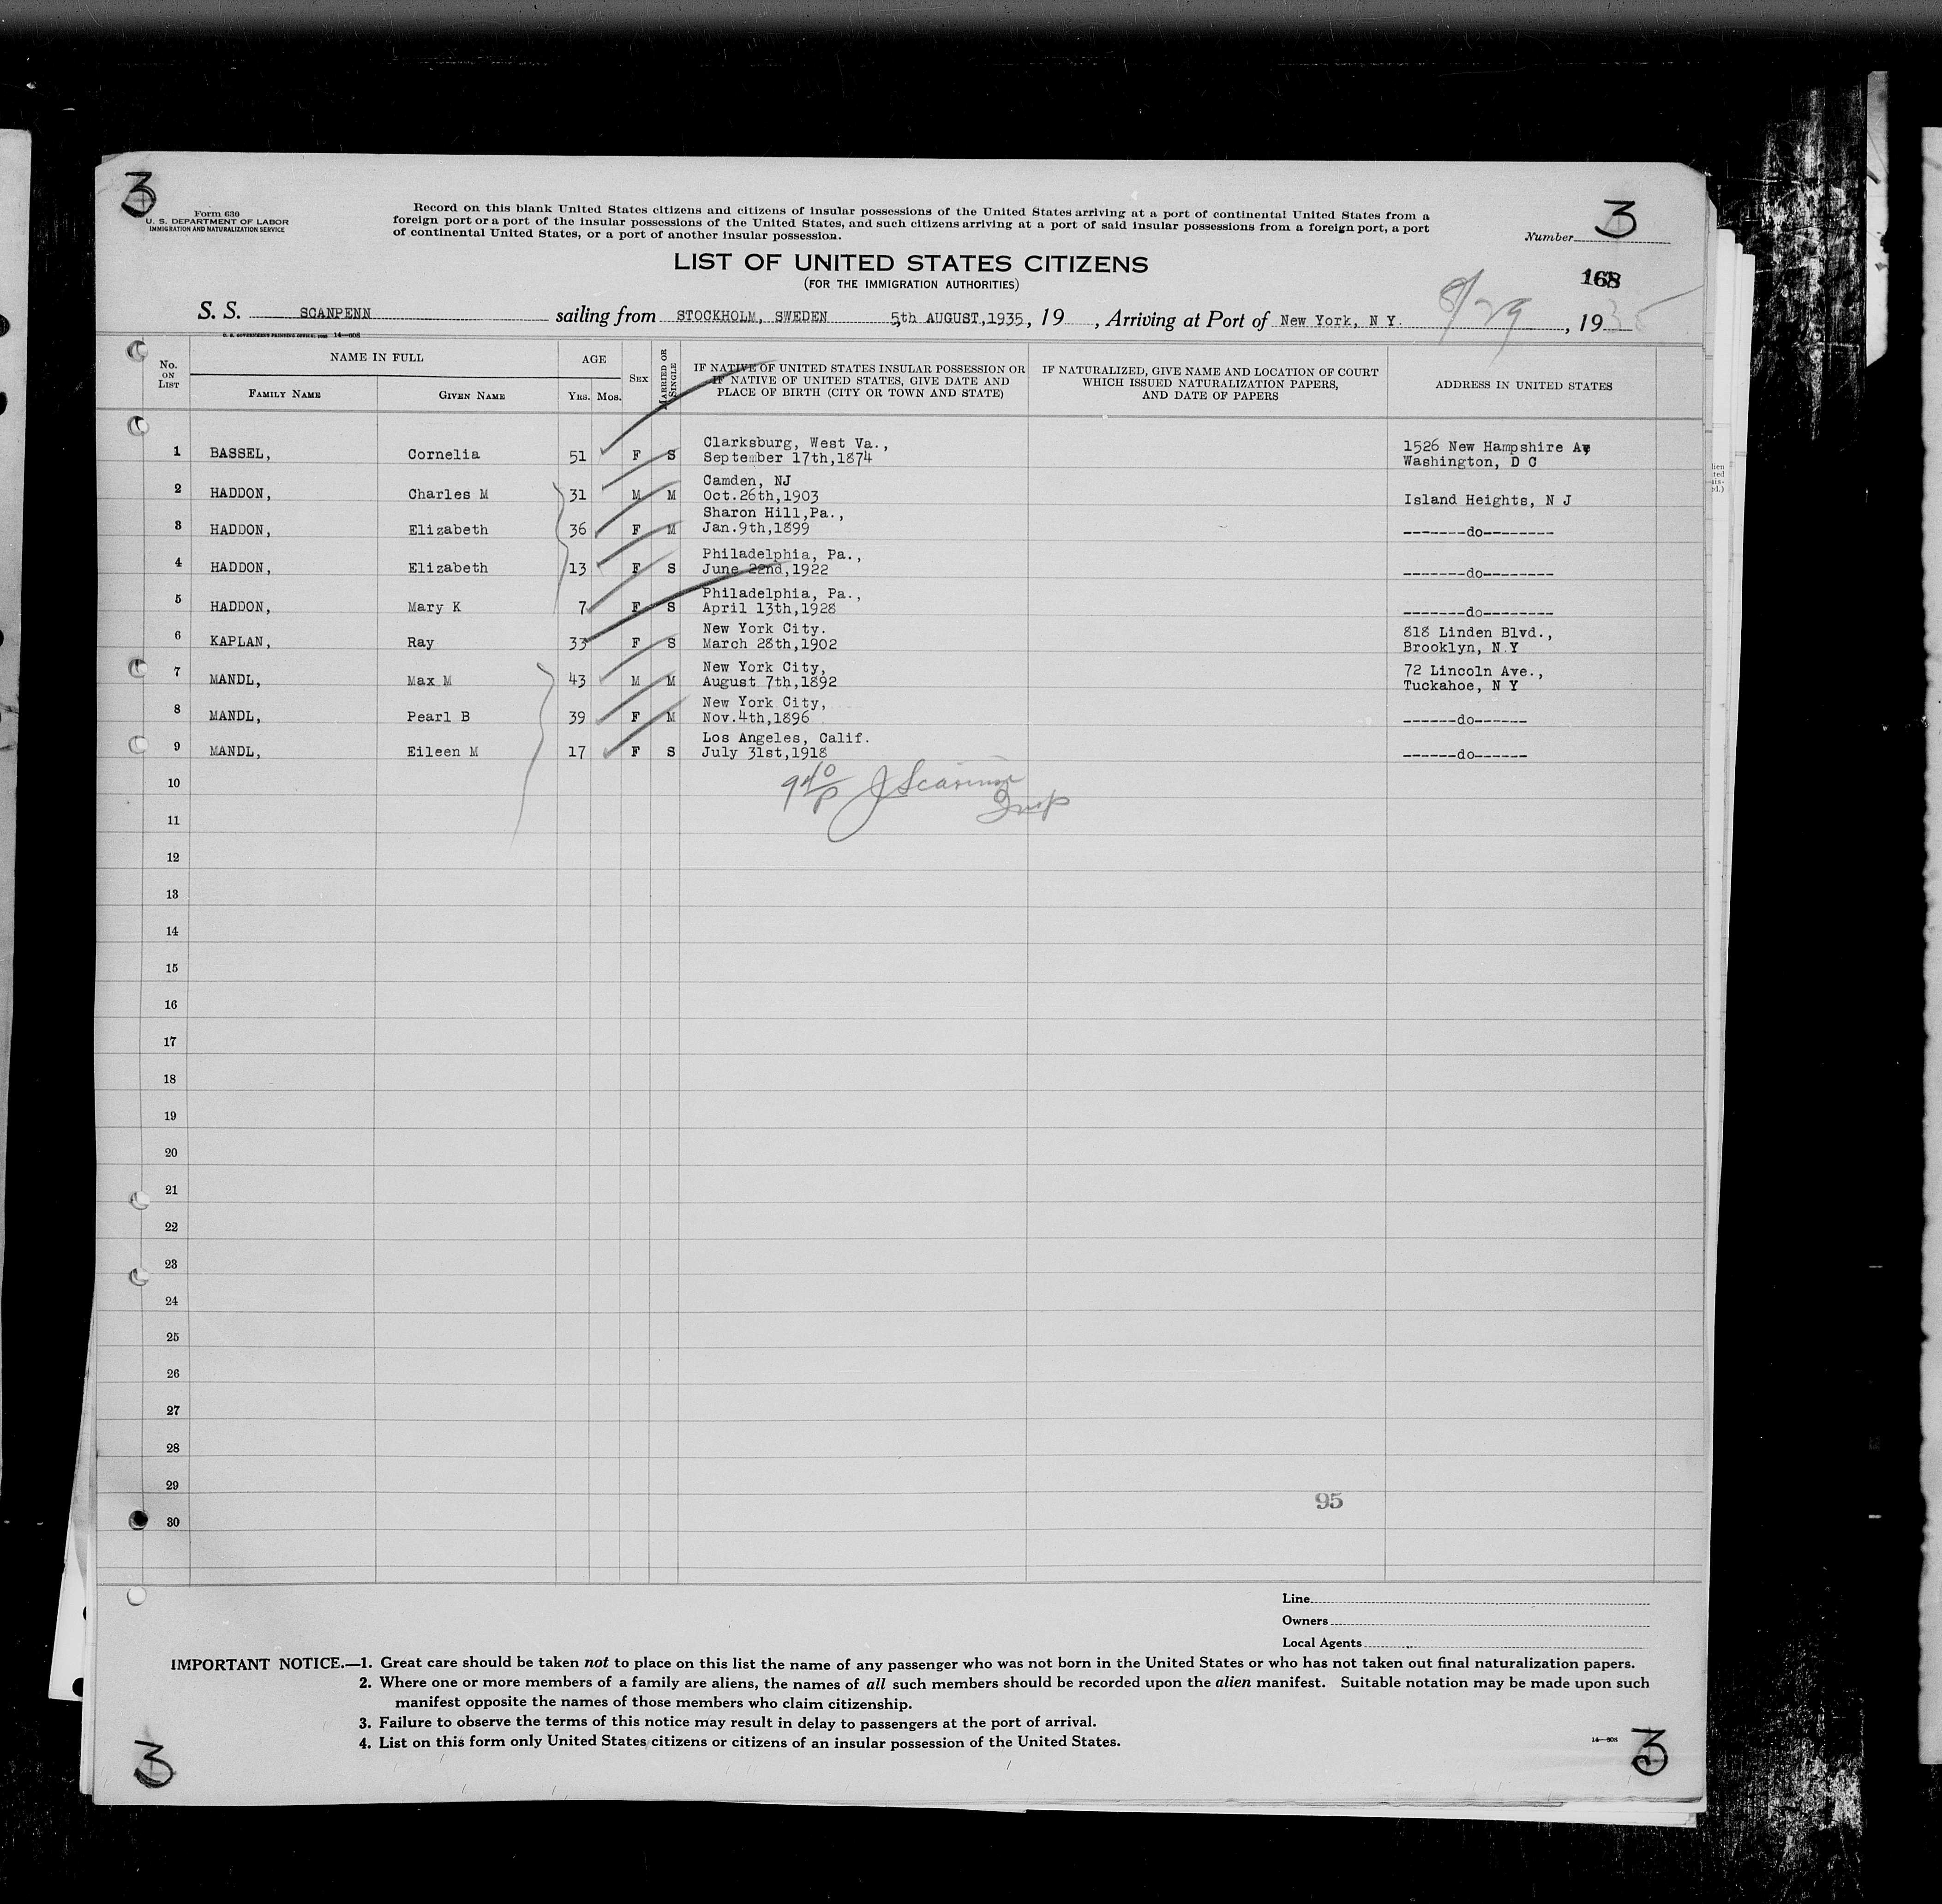 3
3
Form 630
U. S. DEPARTMENT OF LABOR
IMMIGRATION AND NATURALIZATION SERVICE
Record on this blank United States citizens and citizens of insular possessions of the United States arriving at a port of continental United States from a
foreign port or a port of the insular possessions of the United States, and such citizens arriving at a port of said insular possessions from a foreign port, a port
of continental United States, or a port of another insular possession.
Number
LIST OF UNITED STATES CITIZENS
(FOR THE IMMIGRATION AUTHORITIES)
168
S. S. SCANPENN sailing from STOCKHOLM, SWEDEN 5th AUGUST,1935, 19 , Arriving at Port of New York, N Y. 8/29, 1935
U. S. GOVERNMENT PRINTING OFFICE 14—608
No. ON LIST
NAME IN FULL
FAMILY NAME GIVEN NAME
AGE
YRS. MOS.
SEX
MARRIED OR SINGLE
IF NATIVE OF UNITED STATES INSULAR POSSESSION OR
IF NATIVE OF UNITED STATES, GIVE DATE AND
PLACE OF BIRTH (CITY OR TOWN AND STATE)
IF NATURALIZED, GIVE NAME AND LOCATION OF COURT
WHICH ISSUED NATURALIZATION PAPERS,
AND DATE OF PAPERS
ADDRESS IN UNITED STATES
1 BASSEL, Cornelia 51 F S Clarksburg, West Va.,
September 17th,1874
1526 New Hampshire Av
Washington, D C
2 HADDON, Charles M 31 M M Camden, NJ
Oct.26th,1903
Island Heights, N J
3 HADDON, Elizabeth 36 F M Sharon Hill,Pa.,
Jan.9th,1899
-------do--------
4 HADDON, Elizabeth 13 F S Philadelphia, Pa.,
June 22nd,1922
-------do--------
5 HADDON, Mary K 7 F S Philadelphia, Pa.,
April 13th,1928
-------do--------
6 KAPLAN, Ray 33 F S New York City.
March 28th,1902
818 Linden Blvd.,
Brooklyn, N.Y
7 MANDL, Max M 43 M M New York City,
August 7th,1892
72 Lincoln Ave.,
Tuckahoe, N Y
8 MANDL, Pearl B 39 F M New York City,
Nov.4th,1896
------do------
9 MANDL, Eileen M 17 F S Los Angeles, Calif.
July 31st,1918
------do------
10
11
12
13
14
15
16
17
18
19
20
21
22
23
24
25
26
27
28
29
95
30
Line
Owners
Local Agents
IMPORTANT NOTICE.—1. Great care should be taken not to place on this list the name of any passenger who was not born in the United States or who has not taken out final naturalization papers.
2. Where one or more members of a family are aliens, the names of all such members should be recorded upon the alien manifest. Suitable notation may be made upon such
manifest opposite the names of those members who claim citizenship.
3. Failure to observe the terms of this notice may result in delay to passengers at the port of arrival.
4. List on this form only United States citizens or citizens of an insular possession of the United States.
14—608
3
3